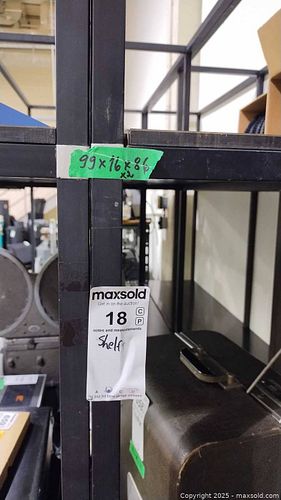 99 x 16 x 86
x2
maxsold
Get in on the auction!
18
C
P
notes and measurements
Shelf
Copyright 2025 - maxsold.com